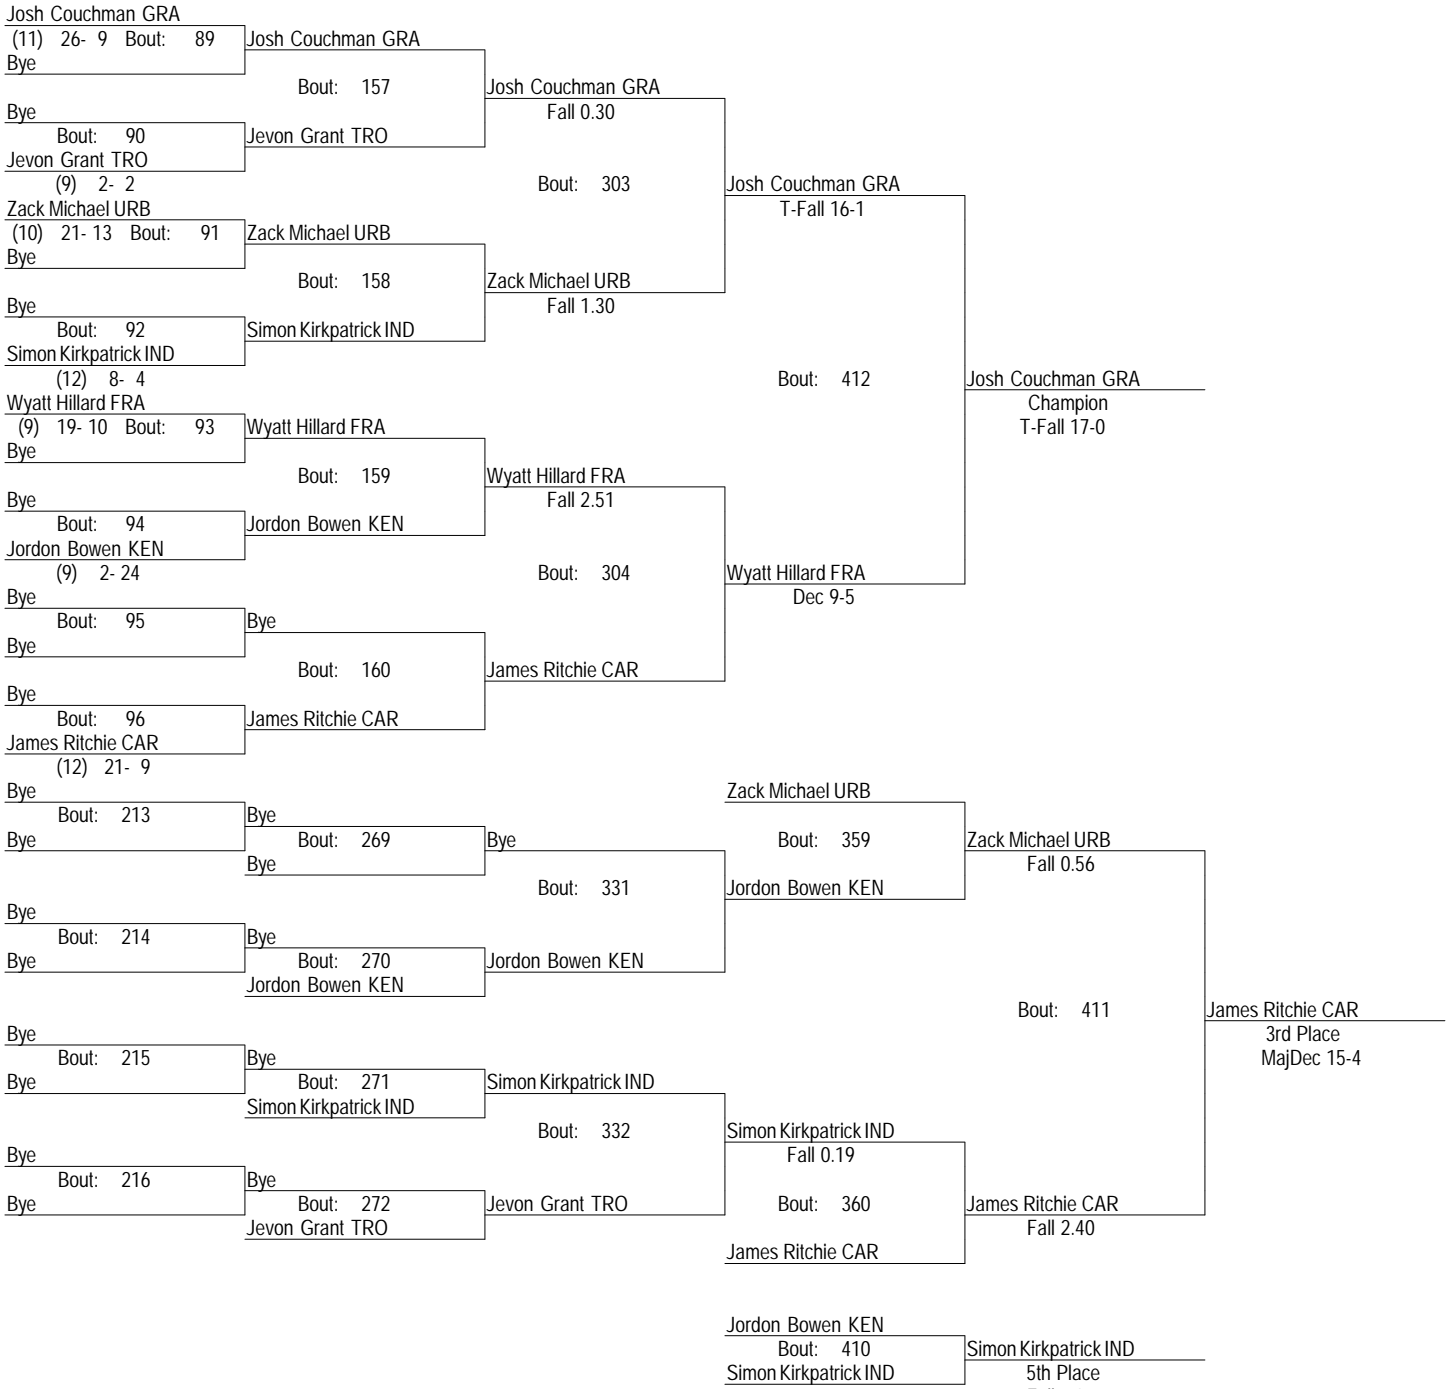 Josh Couchman GRA
(11) 26- 9 Bout: 89 Josh Couchman GRA
Bye
Bout: 157 Josh Couchman GRA
Bye Fall 0.30
Bout: 90 Jevon Grant TRO
Jevon Grant TRO
(9) 2- 2 Bout: 303 Josh Couchman GRA
Zack Michael URB T-Fall 16-1
(10) 21- 13 Bout: 91 Zack Michael URB
Bye
Bout: 158 Zack Michael URB
Bye Fall 1.30
Bout: 92 Simon Kirkpatrick IND
Simon Kirkpatrick IND
(12) 8- 4 Bout: 412 Josh Couchman GRA
Wyatt Hillard FRA Champion
(9) 19- 10 Bout: 93 Wyatt Hillard FRA T-Fall 17-0
Bye
Bout: 159 Wyatt Hillard FRA
Bye Fall 2.51
Bout: 94 Jordon Bowen KEN
Jordon Bowen KEN
(9) 2- 24 Bout: 304 Wyatt Hillard FRA
Bye Dec 9-5
Bout: 95 Bye
Bye
Bout: 160 James Ritchie CAR
Bye
Bout: 96 James Ritchie CAR
James Ritchie CAR
(12) 21- 9
Bye Zack Michael URB
Bout: 213 Bye
Bye Bout: 269 Bye Bout: 359 Zack Michael URB
Bye Fall 0.56
Bout: 331 Jordon Bowen KEN
Bye
Bout: 214 Bye
Bye Bout: 270 Jordon Bowen KEN
Jordon Bowen KEN
Bout: 411 James Ritchie CAR
Bye 3rd Place
Bout: 215 Bye MajDec 15-4
Bye Bout: 271 Simon Kirkpatrick IND
Simon Kirkpatrick IND
Bout: 332 Simon Kirkpatrick IND
Bye Fall 0.19
Bout: 216 Bye
Bye Bout: 272 Jevon Grant TRO Bout: 360 James Ritchie CAR
Jevon Grant TRO Fall 2.40
James Ritchie CAR
Jordon Bowen KEN
Bout: 410 Simon Kirkpatrick IND
Simon Kirkpatrick IND 5th Place